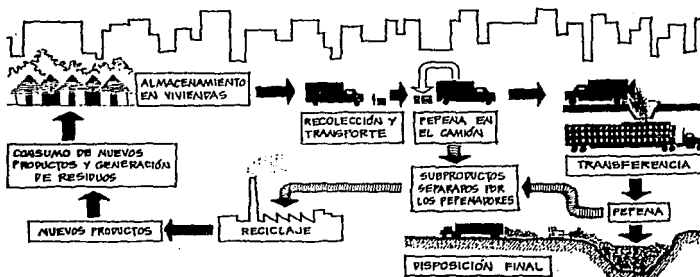 ALMACENAMIENTO
EN VIVIENDAS
RECOLECCIÓN Y
TRANSPORTE
PEPENA EN
EL CAMIÓN
TRANSFERENCIA
CONSUMO DE NUEVOS
PRODUCTOS Y GENERACIÓN
DE RESIDUOS
SUBPRODUCTOS
SEPARADOS POR
LOS PEPENADORES
PEPENA
NUEVOS PRODUCTOS
RECICLAJE
DISPOSICIÓN FINAL